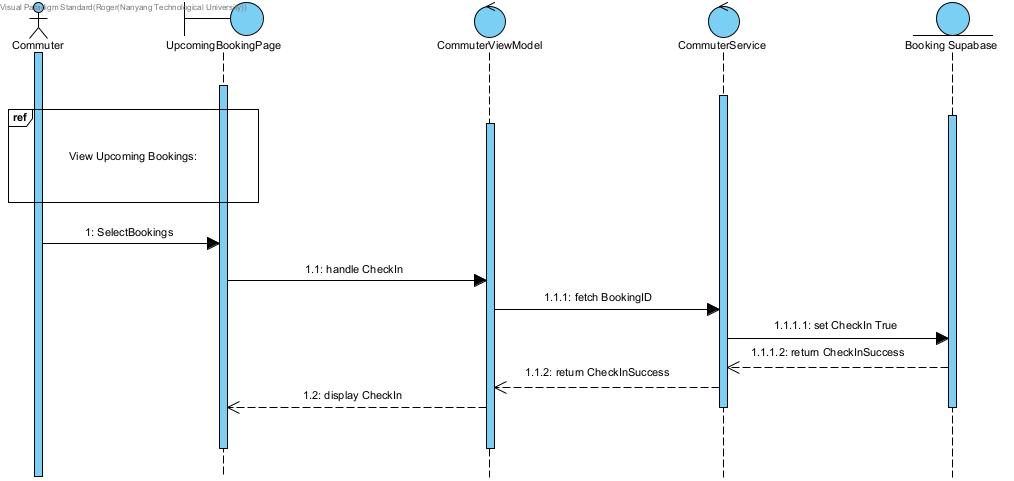 Visual Paradigm Standard(Roger(Nanyang Technological University))
Commuter
UpcomingBookingPage
CommuterViewModel
CommuterService
Booking Supabase
ref
View Upcoming Bookings:
1: SelectBookings
1.1: handle CheckIn
1.1.1: fetch BookingID
1.1.1.1: set CheckIn True
1.1.1.2: return CheckInSuccess
1.1.2: return CheckInSuccess
1.2: display CheckIn